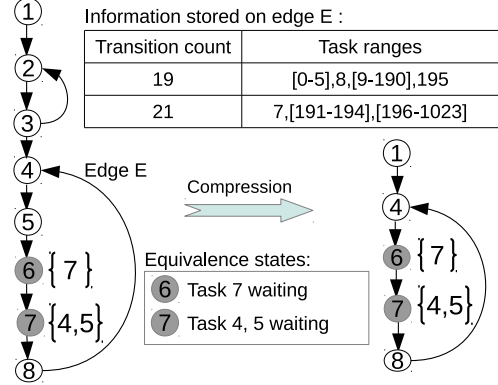 Information stored on edge E :
Transition count Task ranges
19 [0-5],8,[9-190],195
21 7,[191-194],[196-1023]
1
2
3
4
Edge E
5
6 { 7 }
7 {4,5}
8
Compression
Equivalence states:
6 Task 7 waiting
7 Task 4, 5 waiting
1
4
6 { 7 }
7 {4,5}
8